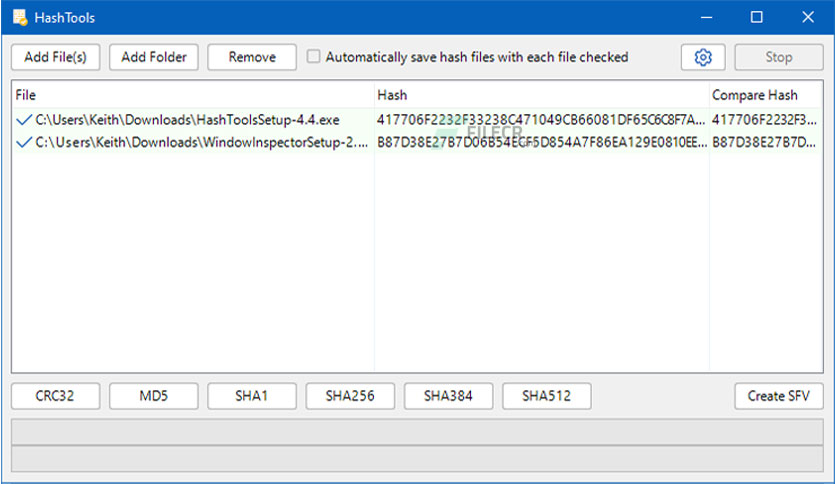 HashTools
Add File(s) Add Folder Remove Automatically save hash files with each file checked Stop
File Hash Compare Hash
C:\Users\Keith\Downloads\HashToolsSetup-4.4.exe 417706F2232F33238C471049CB66081DF65C6C8F7A... 417706F2232F3...
C:\Users\Keith\Downloads\WindowInspectorSetup-2.... B87D38E27B7D06B54ECF5D854A7F86EA129E0810EE... B87D38E27B7D...
FILECR
CRC32 MD5 SHA1 SHA256 SHA384 SHA512 Create SFV